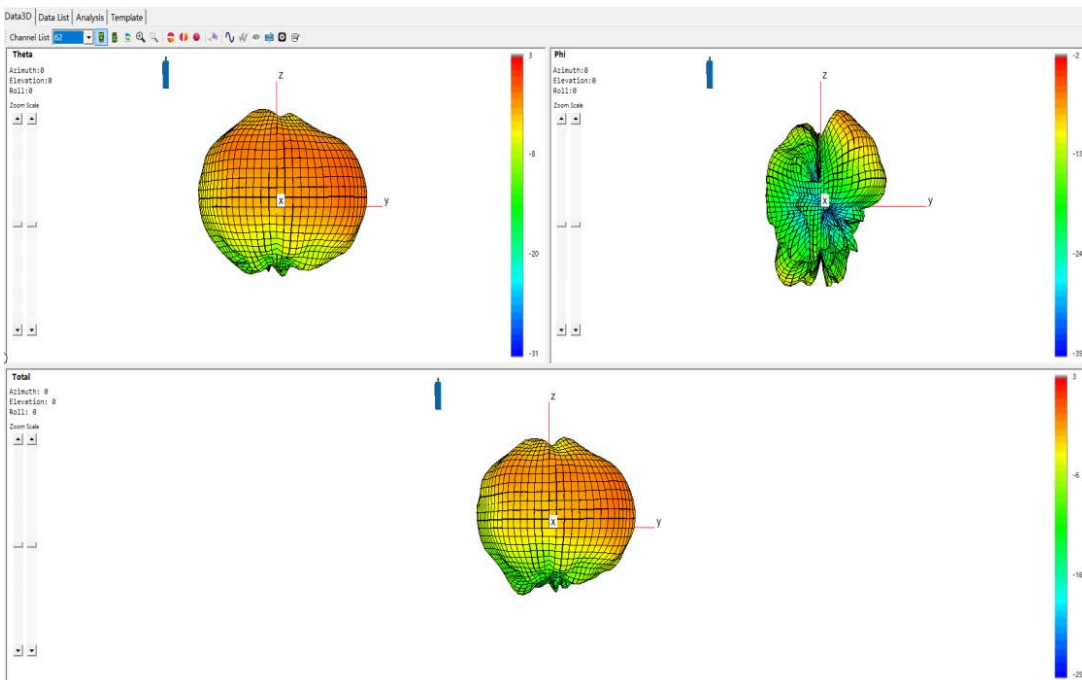 Data3D Data List Analysis Template
Channel List 62
Theta
Azimuth:0
Elevation:0
Roll:0
Zoom Scale
z
x
y
3
-8
-20
-31
Phi
Azimuth:0
Elevation:0
Roll:0
Zoom Scale
z
x
y
-2
-13
-24
-35
Total
Azimuth: 0
Elevation: 0
Roll: 0
Zoom Scale
z
x
y
3
-6
-16
-25